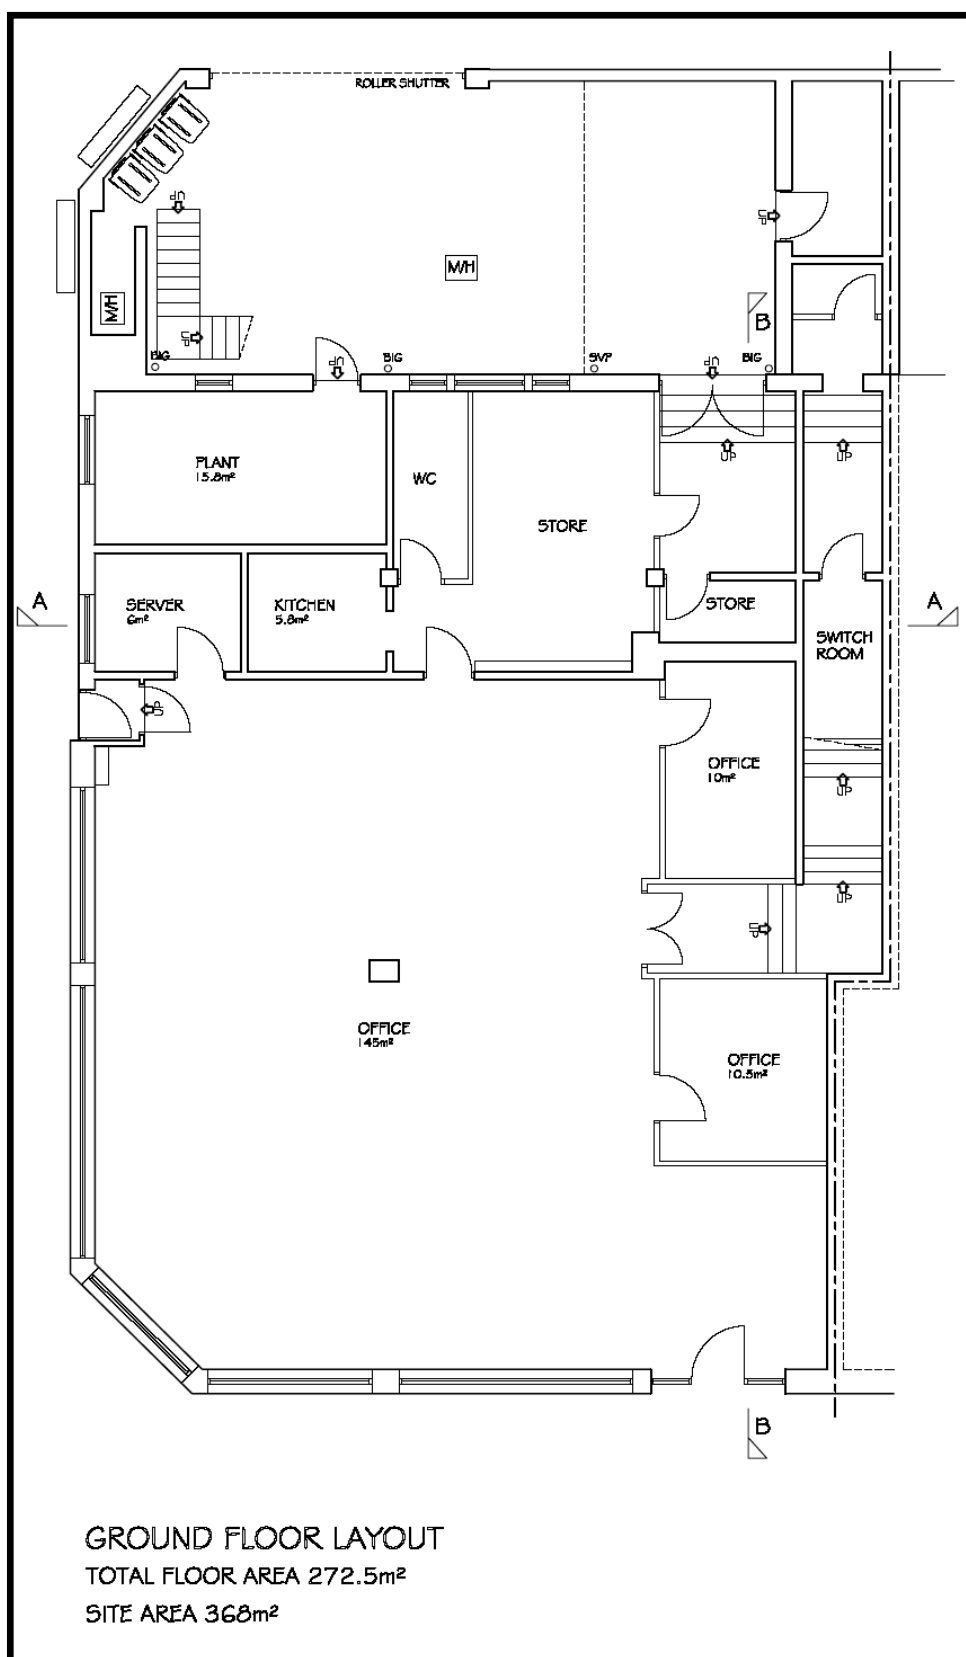 ROLLER SHUTTER
UP
UP
M/H
M/H
B
UP
BIG
UP
BIG
SVP
UP
BIG
PLANT
15.8m²
WC
UP
UP
STORE
A
SERVER
6m²
KITCHEN
5.8m²
STORE
A
SWITCH
ROOM
UP
OFFICE
10m²
UP
UP
UP
OFFICE
145m²
OFFICE
10.5m²
B
GROUND FLOOR LAYOUT
TOTAL FLOOR AREA 272.5m²
SITE AREA 368m²